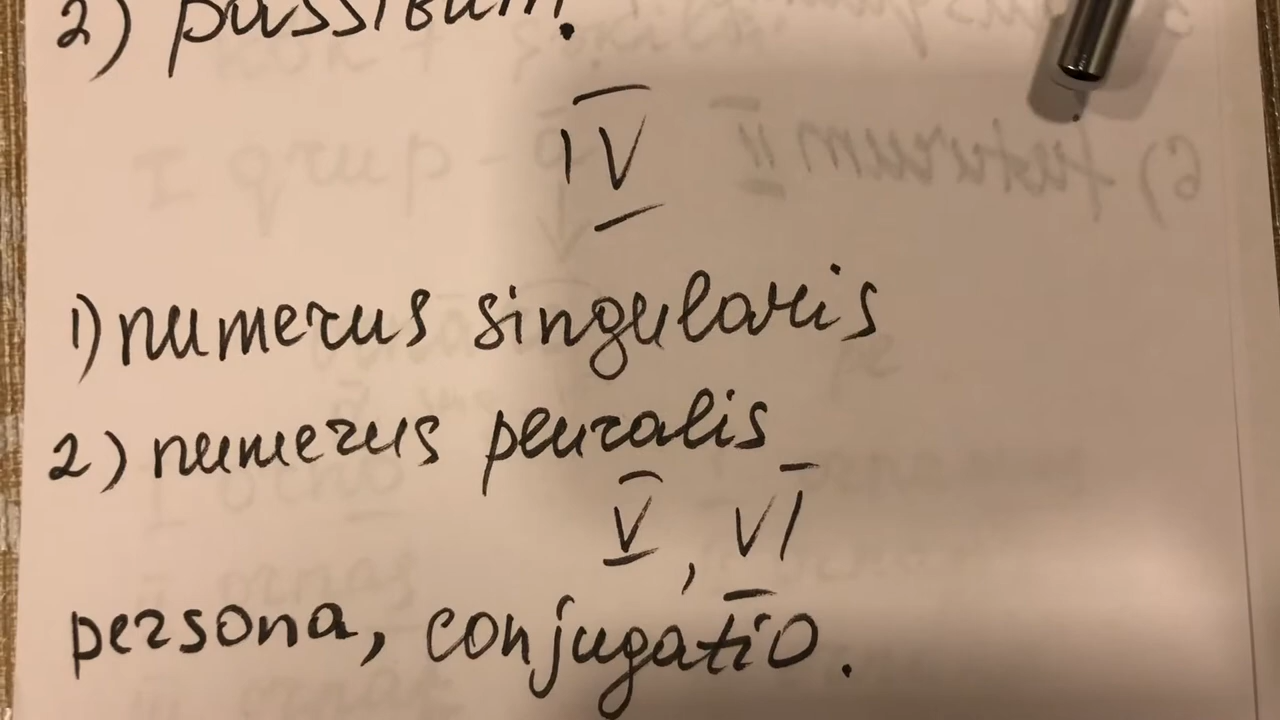 2) passivum.
IV
1) numerus singularis
2) numerus pluralis
V, VI
persona, conjugatio.